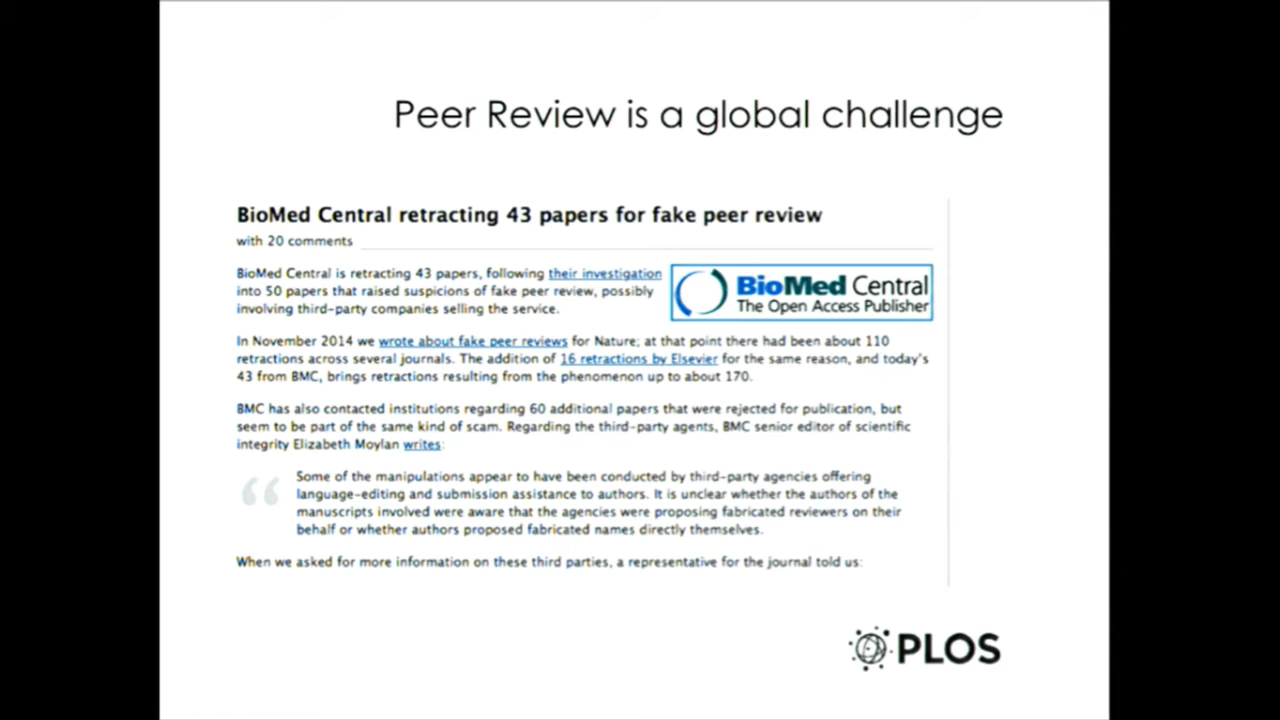 Peer Review is a global challenge
BioMed Central retracting 43 papers for fake peer review
with 20 comments
BioMed Central is retracting 43 papers, following their investigation
into 50 papers that raised suspicions of fake peer review, possibly
involving third-party companies selling the service.
BioMed Central
The Open Access Publisher
In November 2014 we wrote about fake peer reviews for Nature; at that point there had been about 110
retractions across several journals. The addition of 16 retractions by Elsevier for the same reason, and today's
43 from BMC, brings retractions resulting from the phenomenon up to about 170.
BMC has also contacted institutions regarding 60 additional papers that were rejected for publication, but
seem to be part of the same kind of scam. Regarding the third-party agents, BMC senior editor of scientific
integrity Elizabeth Moylan writes:
“ Some of the manipulations appear to have been conducted by third-party agencies offering
language-editing and submission assistance to authors. It is unclear whether the authors of the
manuscripts involved were aware that the agencies were proposing fabricated reviewers on their
behalf or whether authors proposed fabricated names directly themselves.
When we asked for more information on these third parties, a representative for the journal told us:
PLOS